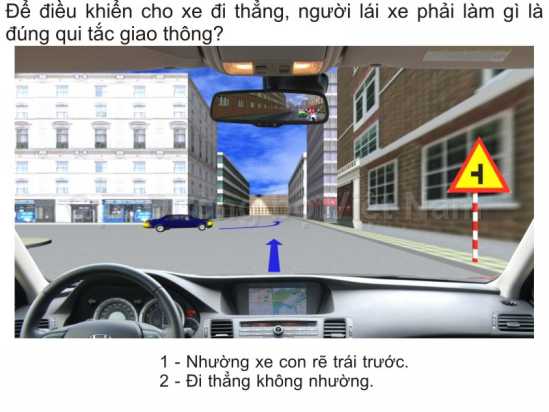 Để điều khiển cho xe đi thẳng, người lái xe phải làm gì là
đúng qui tắc giao thông?
1 - Nhường xe con rẽ trái trước.
2 - Đi thẳng không nhường.